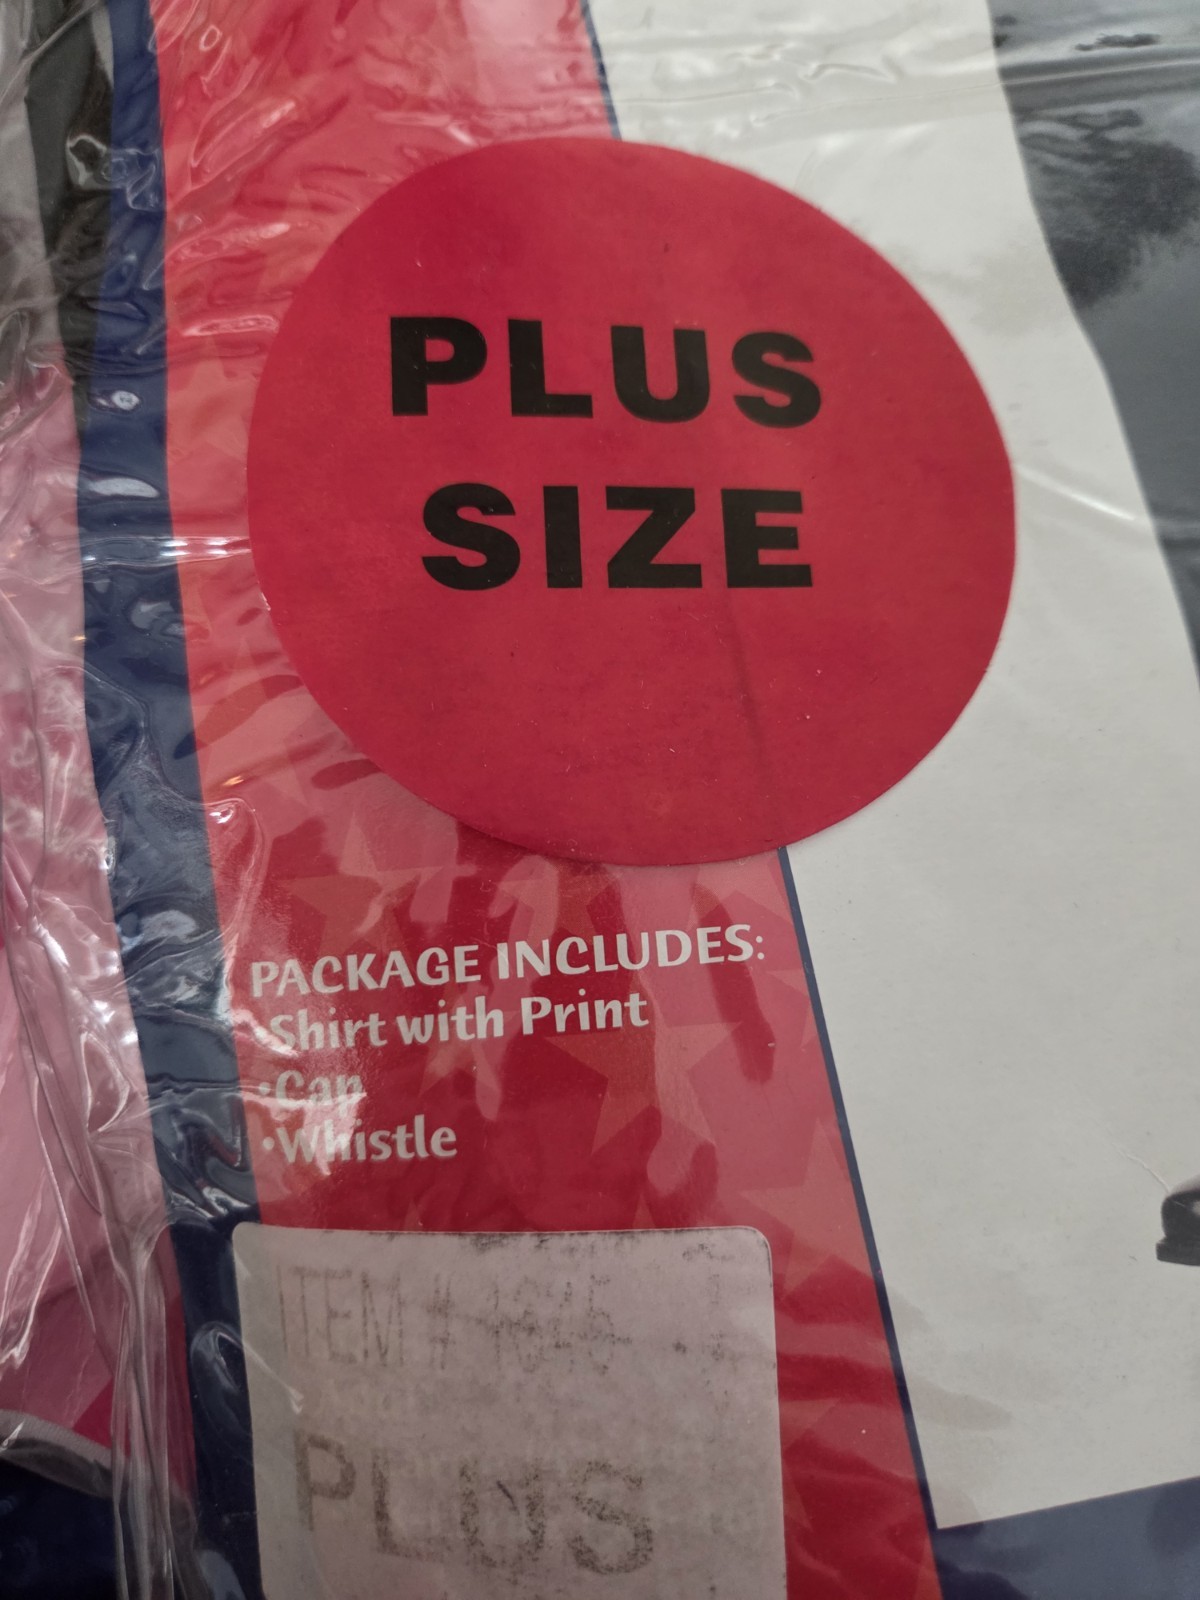 PLUS
SIZE
PACKAGE INCLUDES:
•Shirt with Print
•Cap
•Whistle
ITEM #
PLUS